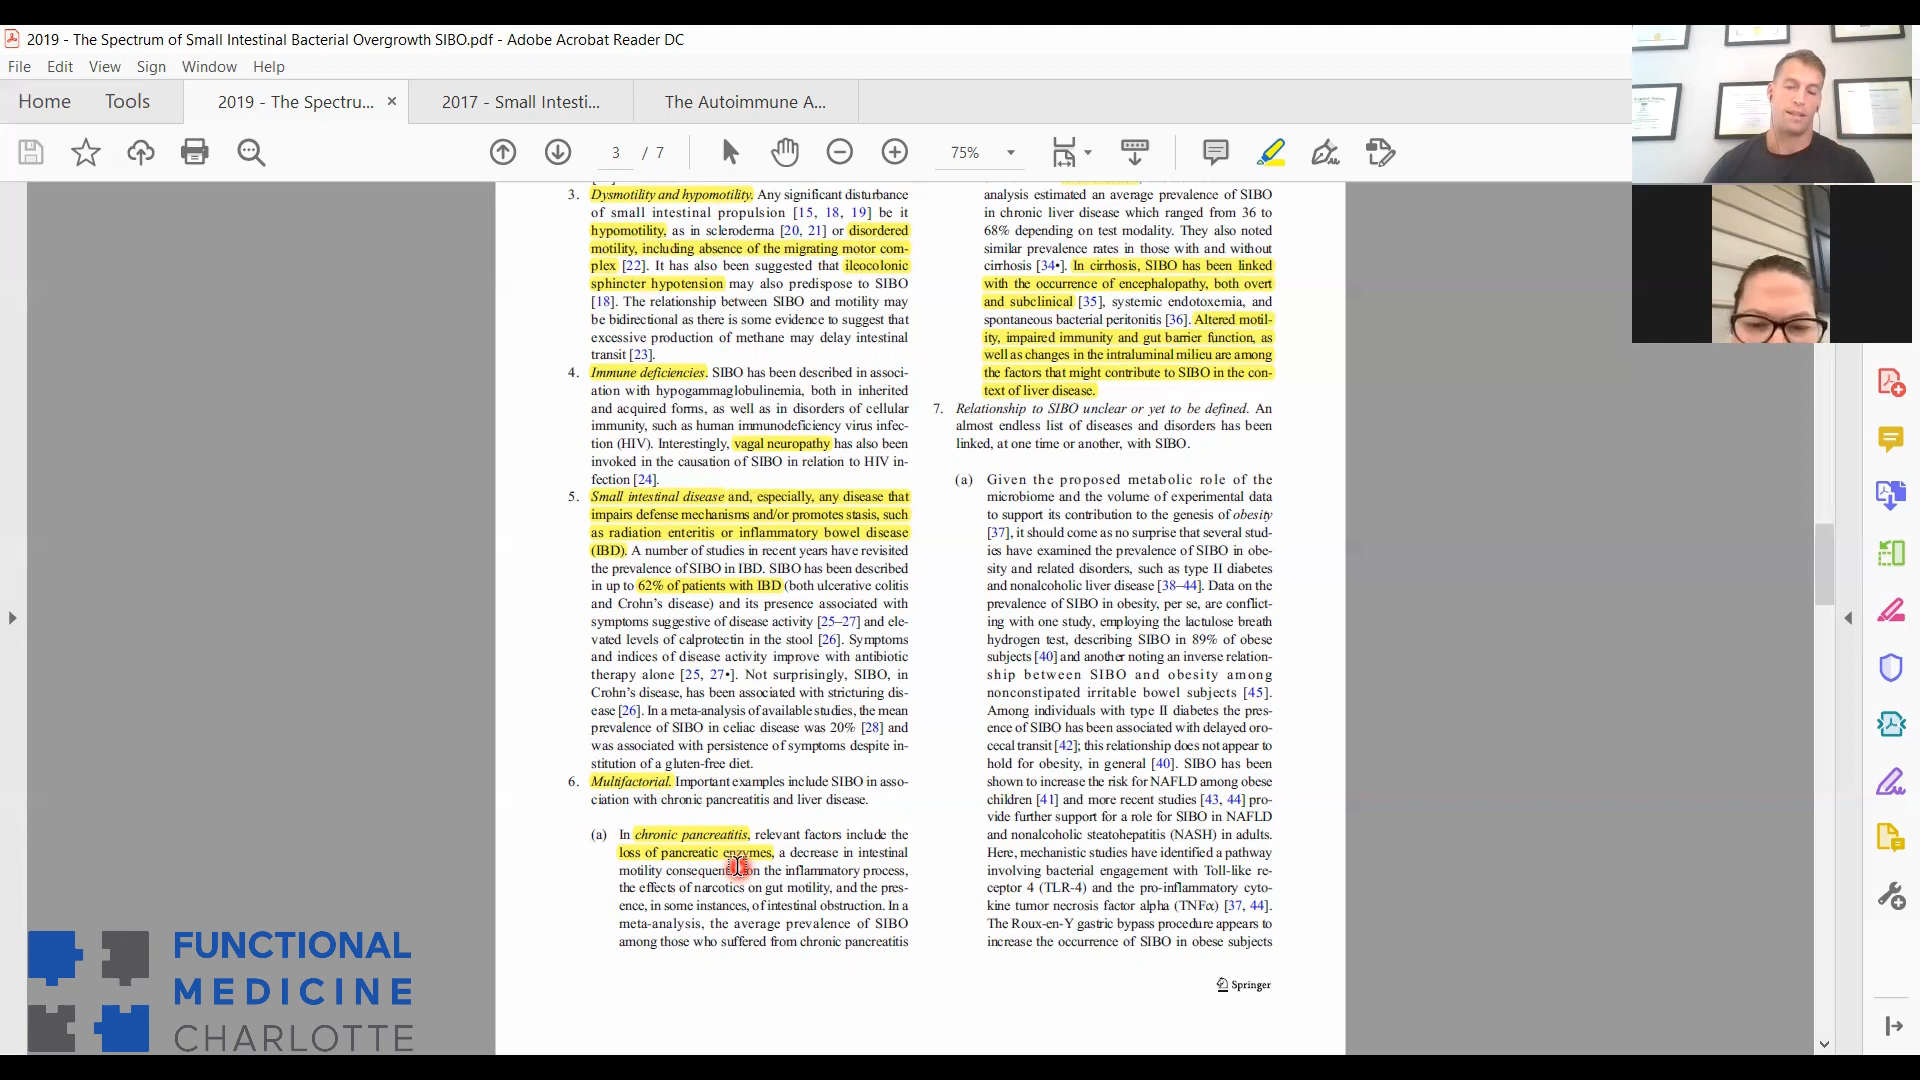 2019 - The Spectrum of Small Intestinal Bacterial Overgrowth SIBO.pdf - Adobe Acrobat Reader DC
File Edit View Sign Window Help
Home Tools 2019 - The Spectru... × 2017 - Small Intesti... The Autoimmune A...
3 / 7 75%
3. Dysmotility and hypomotility. Any significant disturbance
of small intestinal propulsion [15, 18, 19] be it
hypomotility, as in scleroderma [20, 21] or disordered
motility, including absence of the migrating motor com-
plex [22]. It has also been suggested that ileocolonic
sphincter hypotension may also predispose to SIBO
[18]. The relationship between SIBO and motility may
be bidirectional as there is some evidence to suggest that
excessive production of methane may delay intestinal
transit [23].
4. Immune deficiencies. SIBO has been described in associ-
ation with hypogammaglobulinemia, both in inherited
and acquired forms, as well as in disorders of cellular
immunity, such as human immunodeficiency virus infec-
tion (HIV). Interestingly, vagal neuropathy has also been
invoked in the causation of SIBO in relation to HIV in-
fection [24].
5. Small intestinal disease and, especially, any disease that
impairs defense mechanisms and/or promotes stasis, such
as radiation enteritis or inflammatory bowel disease
(IBD). A number of studies in recent years have revisited
the prevalence of SIBO in IBD. SIBO has been described
in up to 62% of patients with IBD (both ulcerative colitis
and Crohn's disease) and its presence associated with
symptoms suggestive of disease activity [25–27] and ele-
vated levels of calprotectin in the stool [26]. Symptoms
and indices of disease activity improve with antibiotic
therapy alone [25, 27•]. Not surprisingly, SIBO, in
Crohn's disease, has been associated with stricturing dis-
ease [26]. In a meta-analysis of available studies, the mean
prevalence of SIBO in celiac disease was 20% [28] and
was associated with persistence of symptoms despite in-
stitution of a gluten-free diet.
6. Multifactorial. Important examples include SIBO in asso-
ciation with chronic pancreatitis and liver disease.
(a) In chronic pancreatitis, relevant factors include the
loss of pancreatic enzymes, a decrease in intestinal
motility consequent on the inflammatory process,
the effects of narcotics on gut motility, and the pres-
ence, in some instances, of intestinal obstruction. In a
meta-analysis, the average prevalence of SIBO
among those who suffered from chronic pancreatitis
analysis estimated an average prevalence of SIBO
in chronic liver disease which ranged from 36 to
68% depending on test modality. They also noted
similar prevalence rates in those with and without
cirrhosis [34•]. In cirrhosis, SIBO has been linked
with the occurrence of encephalopathy, both overt
and subclinical [35], systemic endotoxemia, and
spontaneous bacterial peritonitis [36]. Altered motil-
ity, impaired immunity and gut barrier function, as
well as changes in the intraluminal milieu are among
the factors that might contribute to SIBO in the con-
text of liver disease.
7. Relationship to SIBO unclear or yet to be defined. An
almost endless list of diseases and disorders has been
linked, at one time or another, with SIBO.
(a) Given the proposed metabolic role of the
microbiome and the volume of experimental data
to support its contribution to the genesis of obesity
[37], it should come as no surprise that several stud-
ies have examined the prevalence of SIBO in obe-
sity and related disorders, such as type II diabetes
and nonalcoholic liver disease [38–44]. Data on the
prevalence of SIBO in obesity, per se, are conflict-
ing with one study, employing the lactulose breath
hydrogen test, describing SIBO in 89% of obese
subjects [40] and another noting an inverse relation-
ship between SIBO and obesity among
nonconstipated irritable bowel subjects [45].
Among individuals with type II diabetes the pres-
ence of SIBO has been associated with delayed oro-
cecal transit [42]; this relationship does not appear to
hold for obesity, in general [40]. SIBO has been
shown to increase the risk for NAFLD among obese
children [41] and more recent studies [43, 44] pro-
vide further support for a role for SIBO in NAFLD
and nonalcoholic steatohepatitis (NASH) in adults.
Here, mechanistic studies have identified a pathway
involving bacterial engagement with Toll-like re-
ceptor 4 (TLR-4) and the pro-inflammatory cyto-
kine tumor necrosis factor alpha (TNFα) [37, 44].
The Roux-en-Y gastric bypass procedure appears to
increase the occurrence of SIBO in obese subjects
Springer
FUNCTIONAL
MEDICINE
CHARLOTTE